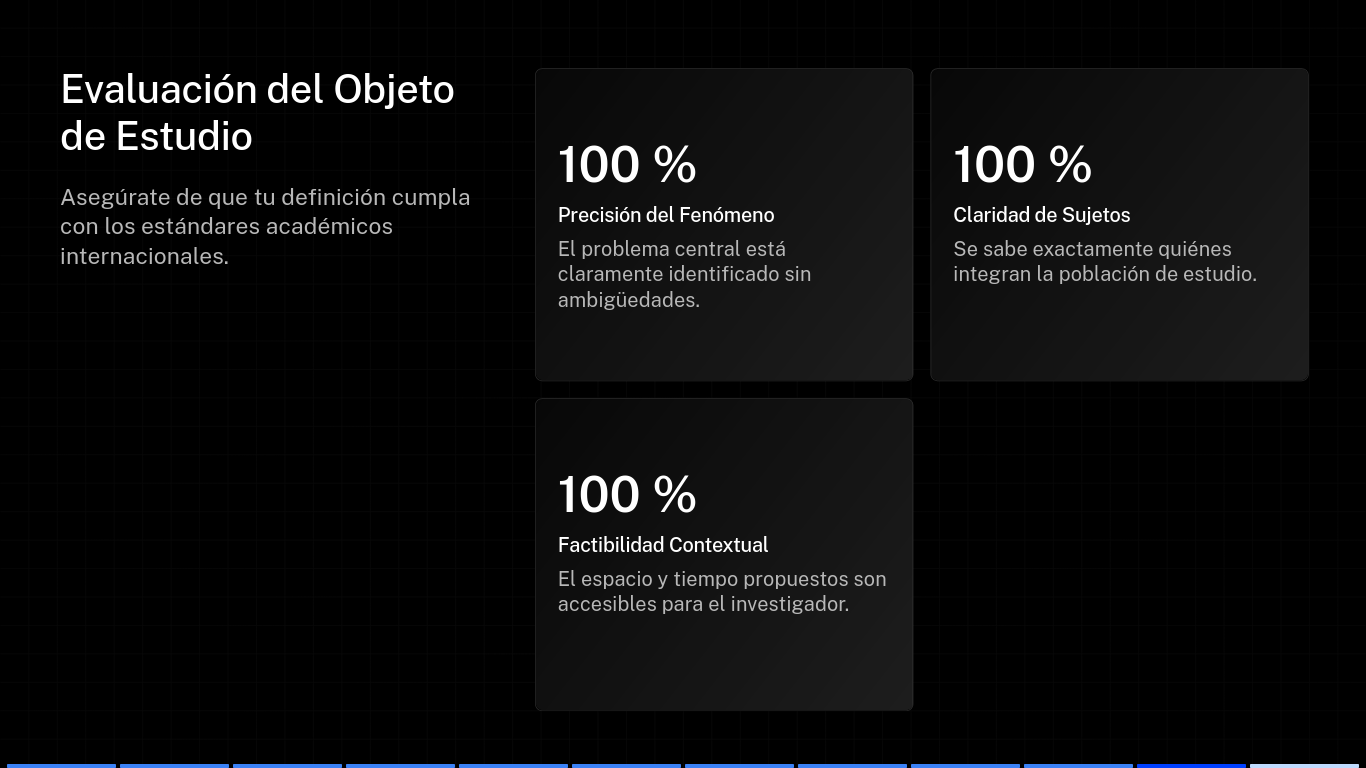 Evaluación del Objeto
de Estudio
Asegúrate de que tu definición cumpla
con los estándares académicos
internacionales.
100 %
Precisión del Fenómeno
El problema central está
claramente identificado sin
ambigüedades.
100 %
Claridad de Sujetos
Se sabe exactamente quiénes
integran la población de estudio.
100 %
Factibilidad Contextual
El espacio y tiempo propuestos son
accesibles para el investigador.